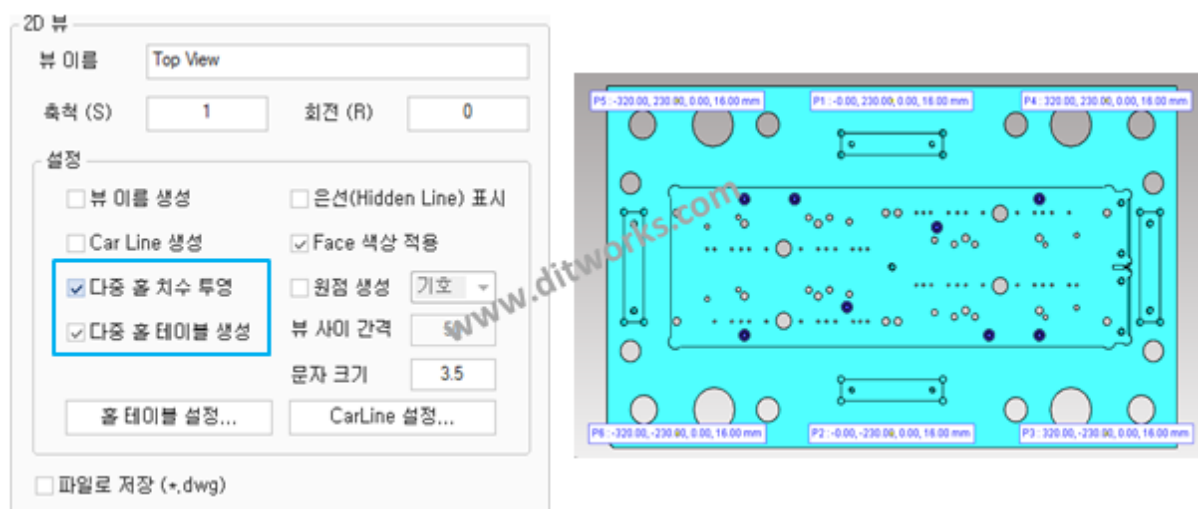 2D 뷰
뷰 이름 Top View
축척 (S) 1 회전 (R) 0
설정
뷰 이름 생성 은선(Hidden Line) 표시
Car Line 생성 Face 색상 적용
다중 홀 치수 투영 원점 생성 기호
다중 홀 테이블 생성 뷰 사이 간격
문자 크기 3.5
홀 테이블 설정... CarLine 설정...
파일로 저장 (*.dwg)
P5 : -320.00, 230.00, 0.00, 16.00 mm P1 : -0.00, 230.00, 0.00, 16.00 mm P4 : 320.00, 230.00, 0.00, 16.00 mm
P6 : -320.00, -230.00, 0.00, 16.00 mm P2 : -0.00, -230.00, 0.00, 16.00 mm P3 : 320.00, -230.00, 0.00, 16.00 mm
www.ditworks.com